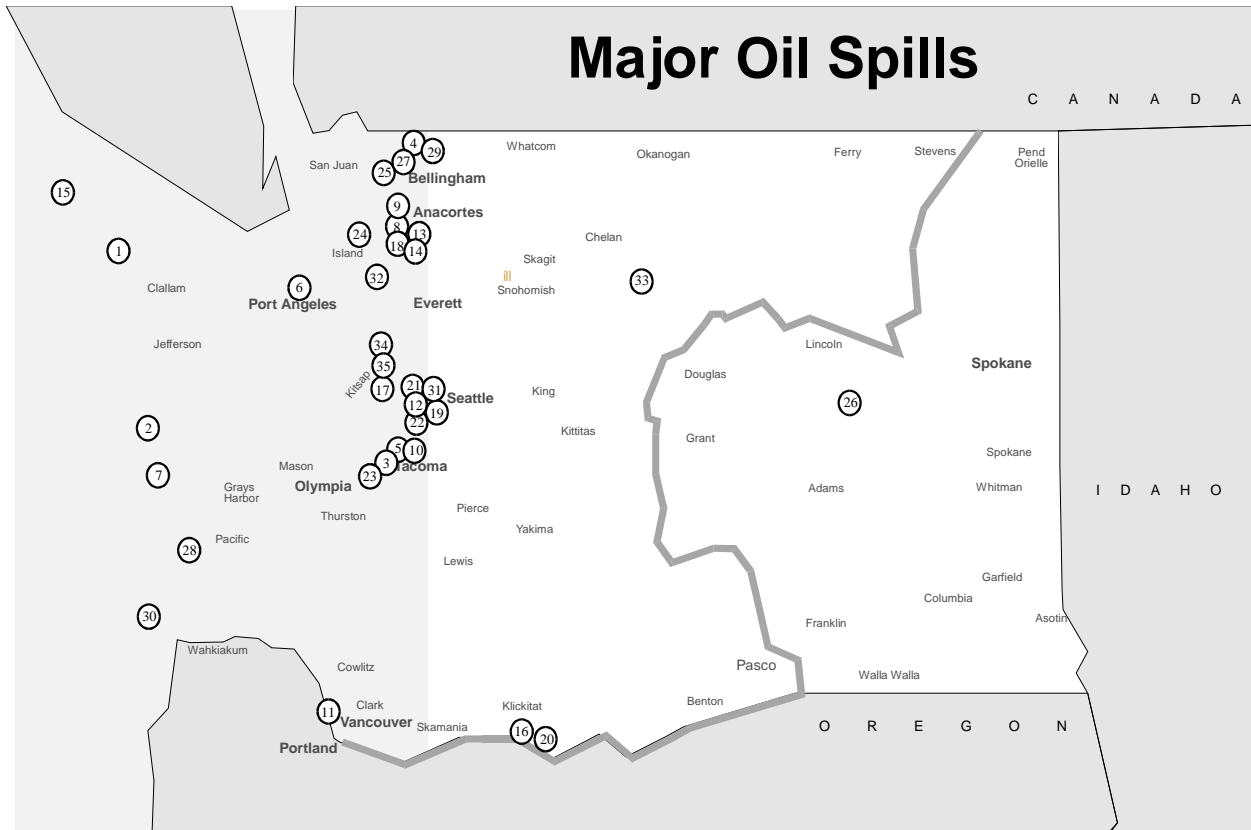 Major Oil Spills
C A N A D A
4
29
Whatcom
Okanogan
Ferry
Stevens
Pend
Orielle
27
San Juan
25
Bellingham
15
9
Anacortes
8
24
13
Chelan
18
1
14
Island
Skagit
32
ill
33
6
Clallam
Snohomish
Port Angeles
Everett
34
Jefferson
Lincoln
35
Spokane
Kitsap
Douglas
17
21
31
King
Seattle
12
26
19
22
2
Kittitas
Grant
5
10
Spokane
3
Tacoma
Mason
7
23
Grays
Harbor
Olympia
Adams
Whitman
I D A H O
Pierce
Thurston
Yakima
Pacific
28
Lewis
Garfield
Columbia
30
Asotin
Franklin
Wahkiakum
Cowlitz
Pasco
Walla Walla
Clark
Klickitat
Benton
11
Vancouver
Skamania
O R E G O N
16
20
Portland